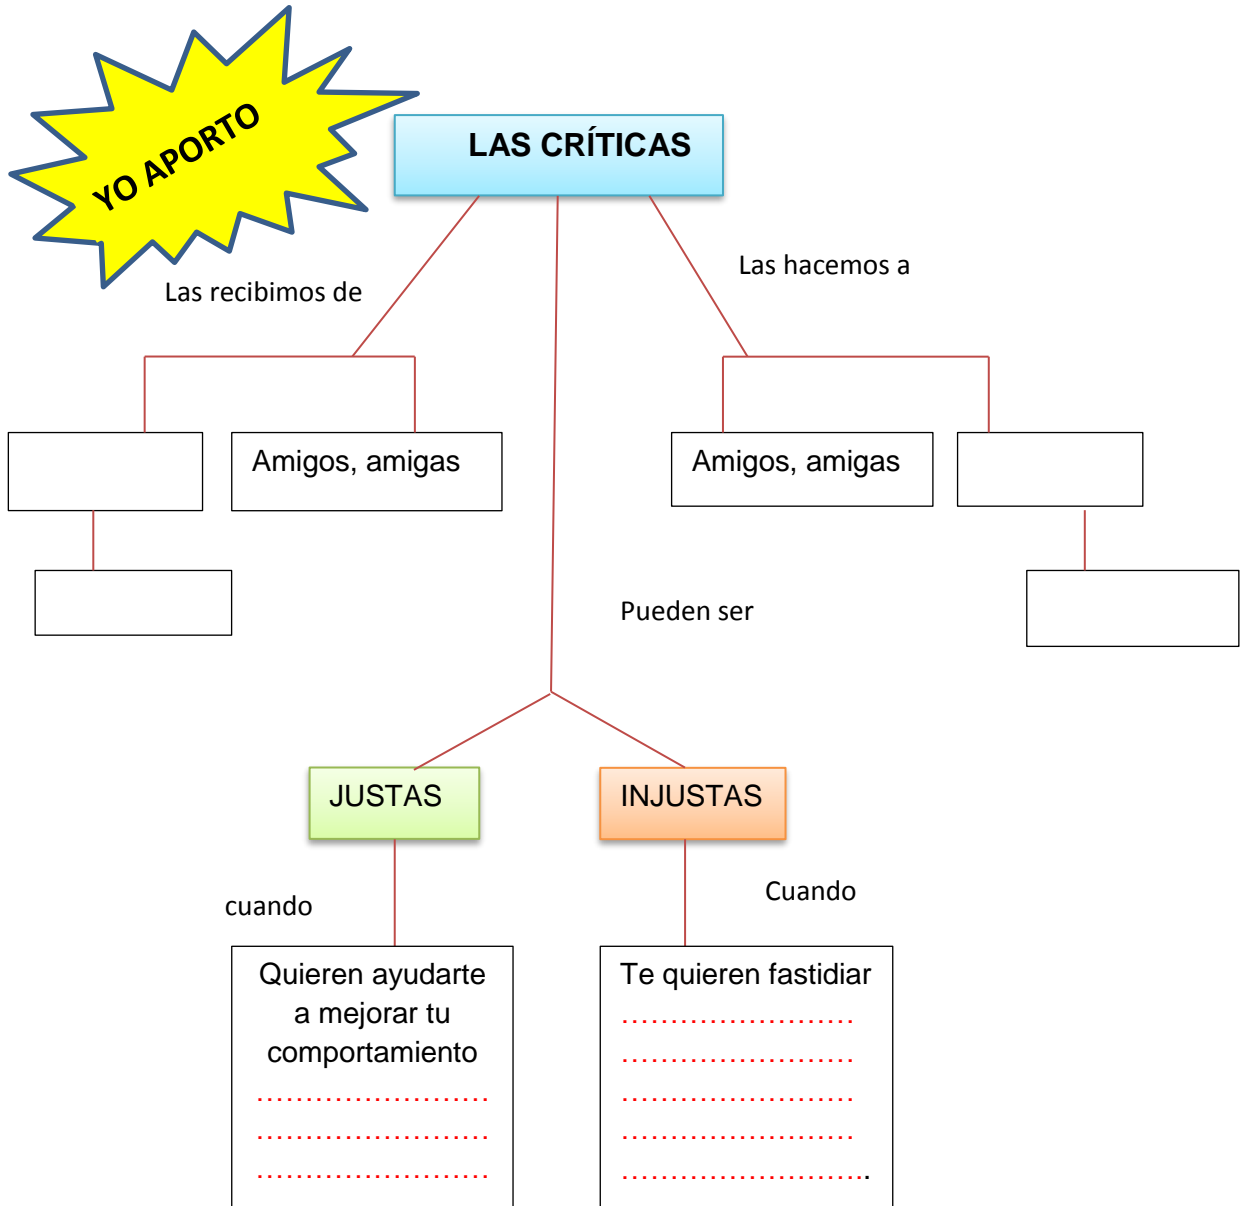 YO APORTO
LAS CRÍTICAS
Las recibimos de
Las hacemos a
Amigos, amigas
Amigos, amigas
Pueden ser
JUSTAS
INJUSTAS
cuando
Cuando
Quieren ayudarte
a mejorar tu
comportamiento
........................
........................
........................
Te quieren fastidiar
........................
........................
........................
........................
.........................